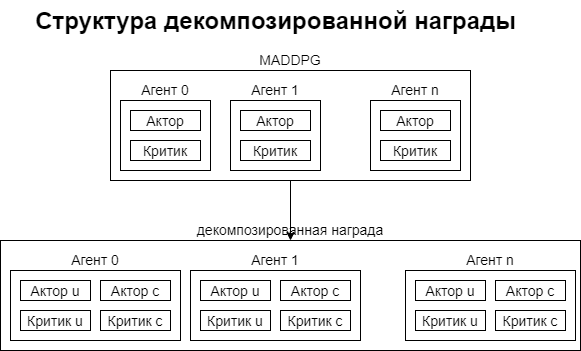 Структура декомпозированной награды
MADDPG
Агент 0 Агент 1 Агент n
Актор Актор Актор
Критик Критик Критик
декомпозированная награда
Агент 0 Агент 1 Агент n
Актор u Актор c Актор u Актор c Актор u Актор c
Критик u Критик c Критик u Критик c Критик u Критик c